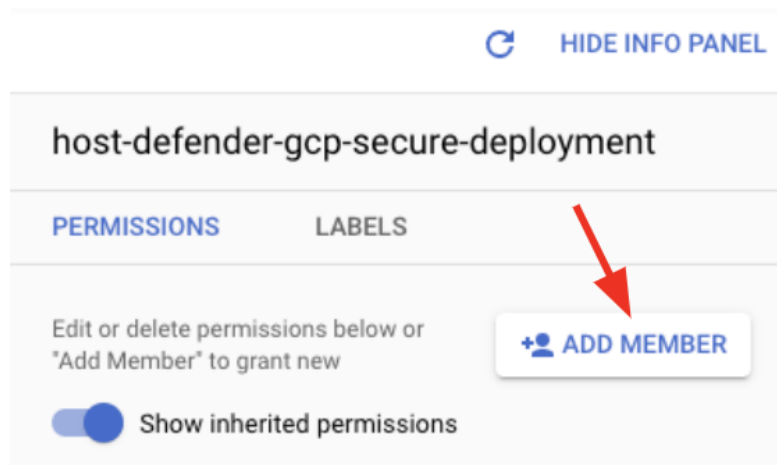 HIDE INFO PANEL
host-defender-gcp-secure-deployment
PERMISSIONS
LABELS
Edit or delete permissions below or
"Add Member" to grant new
ADD MEMBER
Show inherited permissions